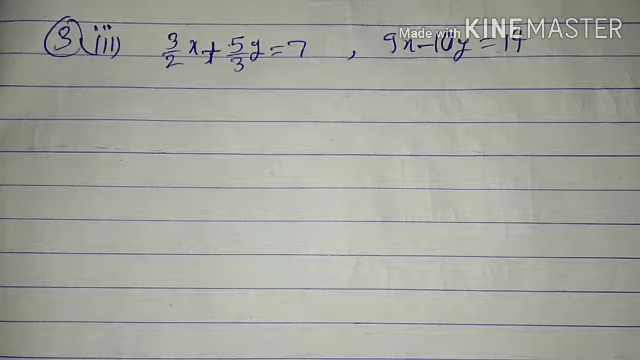 ③ (iii) 3/2 x + 5/3 y = 7 , 9x - 10y = 14
Made with KINEMASTER